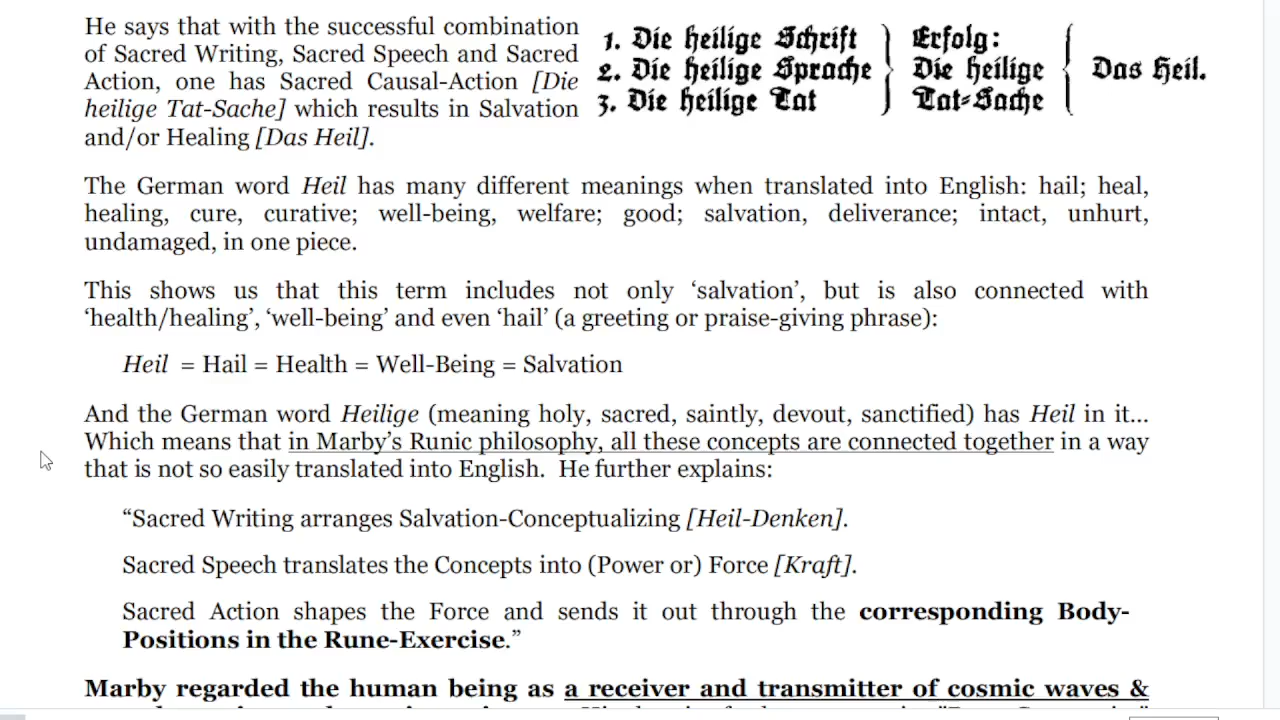 He says that with the successful combination
of Sacred Writing, Sacred Speech and Sacred
Action, one has Sacred Causal-Action [Die
heilige Tat-Sache] which results in Salvation
and/or Healing [Das Heil].
1. Die heilige Schrift
2. Die heilige Sprache
3. Die heilige Tat
Erfolg:
Die heilige
Tat=Sache
Das Heil.
The German word Heil has many different meanings when translated into English: hail; heal,
healing, cure, curative; well-being, welfare; good; salvation, deliverance; intact, unhurt,
undamaged, in one piece.
This shows us that this term includes not only ‘salvation’, but is also connected with
‘health/healing’, ‘well-being’ and even ‘hail’ (a greeting or praise-giving phrase):
Heil = Hail = Health = Well-Being = Salvation
And the German word Heilige (meaning holy, sacred, saintly, devout, sanctified) has Heil in it…
Which means that in Marby’s Runic philosophy, all these concepts are connected together in a way
that is not so easily translated into English. He further explains:
“Sacred Writing arranges Salvation-Conceptualizing [Heil-Denken].
Sacred Speech translates the Concepts into (Power or) Force [Kraft].
Sacred Action shapes the Force and sends it out through the corresponding Body-
Positions in the Rune-Exercise.”
Marby regarded the human being as a receiver and transmitter of cosmic waves &